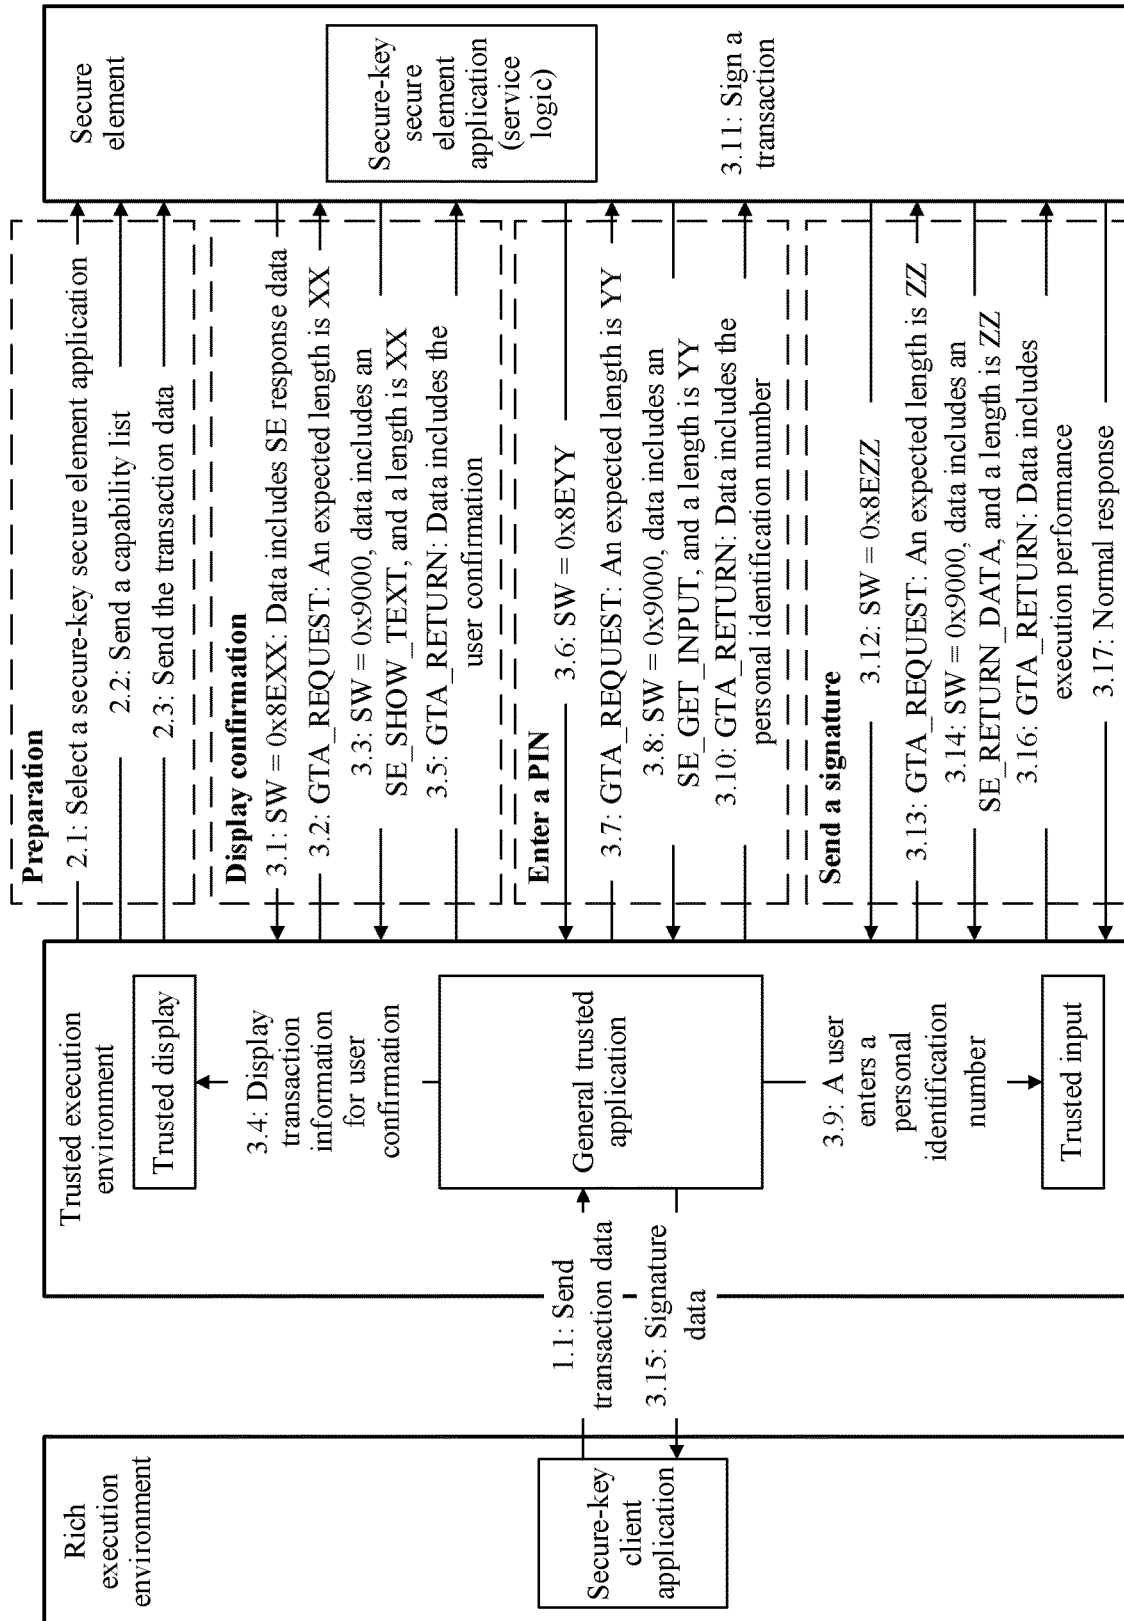 Rich
execution
environment
Secure-key
client
application
1.1: Send
transaction data
3.15: Signature
data
Trusted execution
environment
Trusted display
3.4: Display
transaction
information
for user
confirmation
General trusted
application
3.9: A user
enters a
personal
identification
number
Trusted input
Preparation
2.1: Select a secure-key secure element application
2.2: Send a capability list
2.3: Send the transaction data
Display confirmation
3.1: SW = 0x8EXX: Data includes SE response data
3.2: GTA_REQUEST: An expected length is XX
3.3: SW = 0x9000, data includes an
SE_SHOW_TEXT, and a length is XX
3.5: GTA_RETURN: Data includes the
user confirmation
Enter a PIN
3.6: SW = 0x8EYY
3.7: GTA_REQUEST: An expected length is YY
3.8: SW = 0x9000, data includes an
SE_GET_INPUT, and a length is YY
3.10: GTA_RETURN: Data includes the
personal identification number
Send a signature
3.12: SW = 0x8EZZ
3.13: GTA_REQUEST: An expected length is ZZ
3.14: SW = 0x9000, data includes an
SE_RETURN_DATA, and a length is ZZ
3.16: GTA_RETURN: Data includes
execution performance
3.17: Normal response
Secure
element
Secure-key
secure
element
application
(service
logic)
3.11: Sign a
transaction